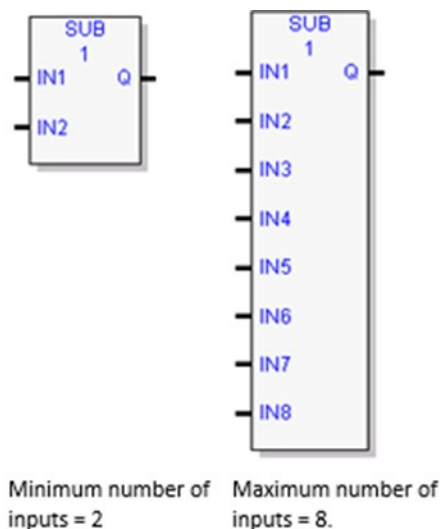 SUB
1
IN1 Q
IN2
SUB
1
IN1 Q
IN2
IN3
IN4
IN5
IN6
IN7
IN8
Minimum number of
inputs = 2
Maximum number of
inputs = 8.